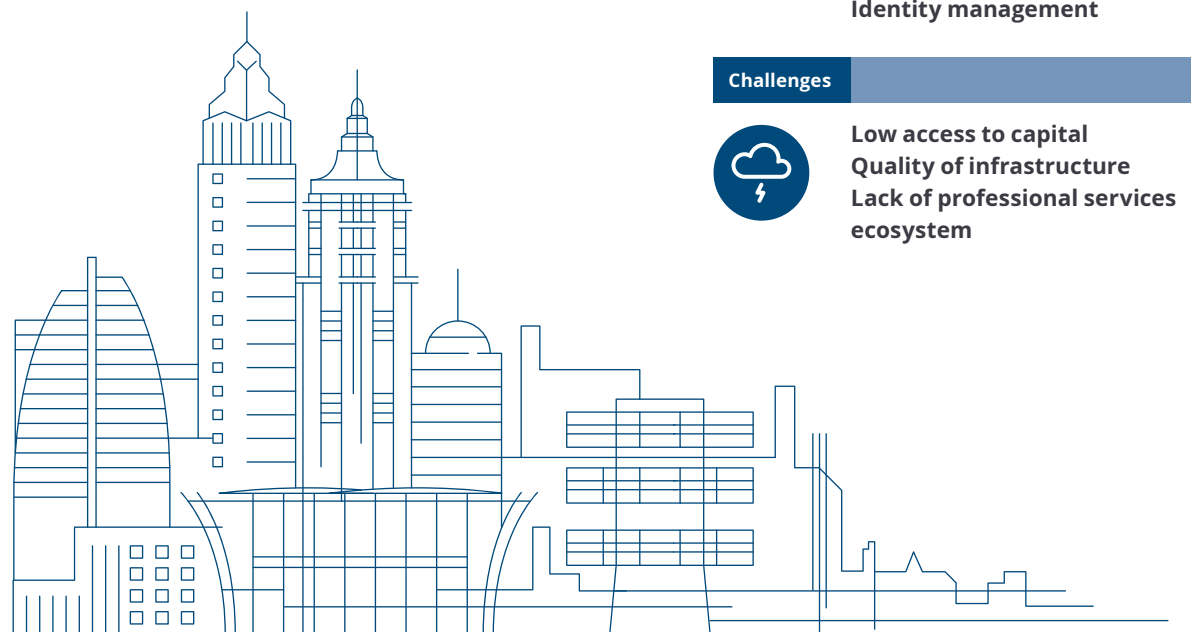 Identity management
Challenges
Low access to capital
Quality of infrastructure
Lack of professional services
ecosystem